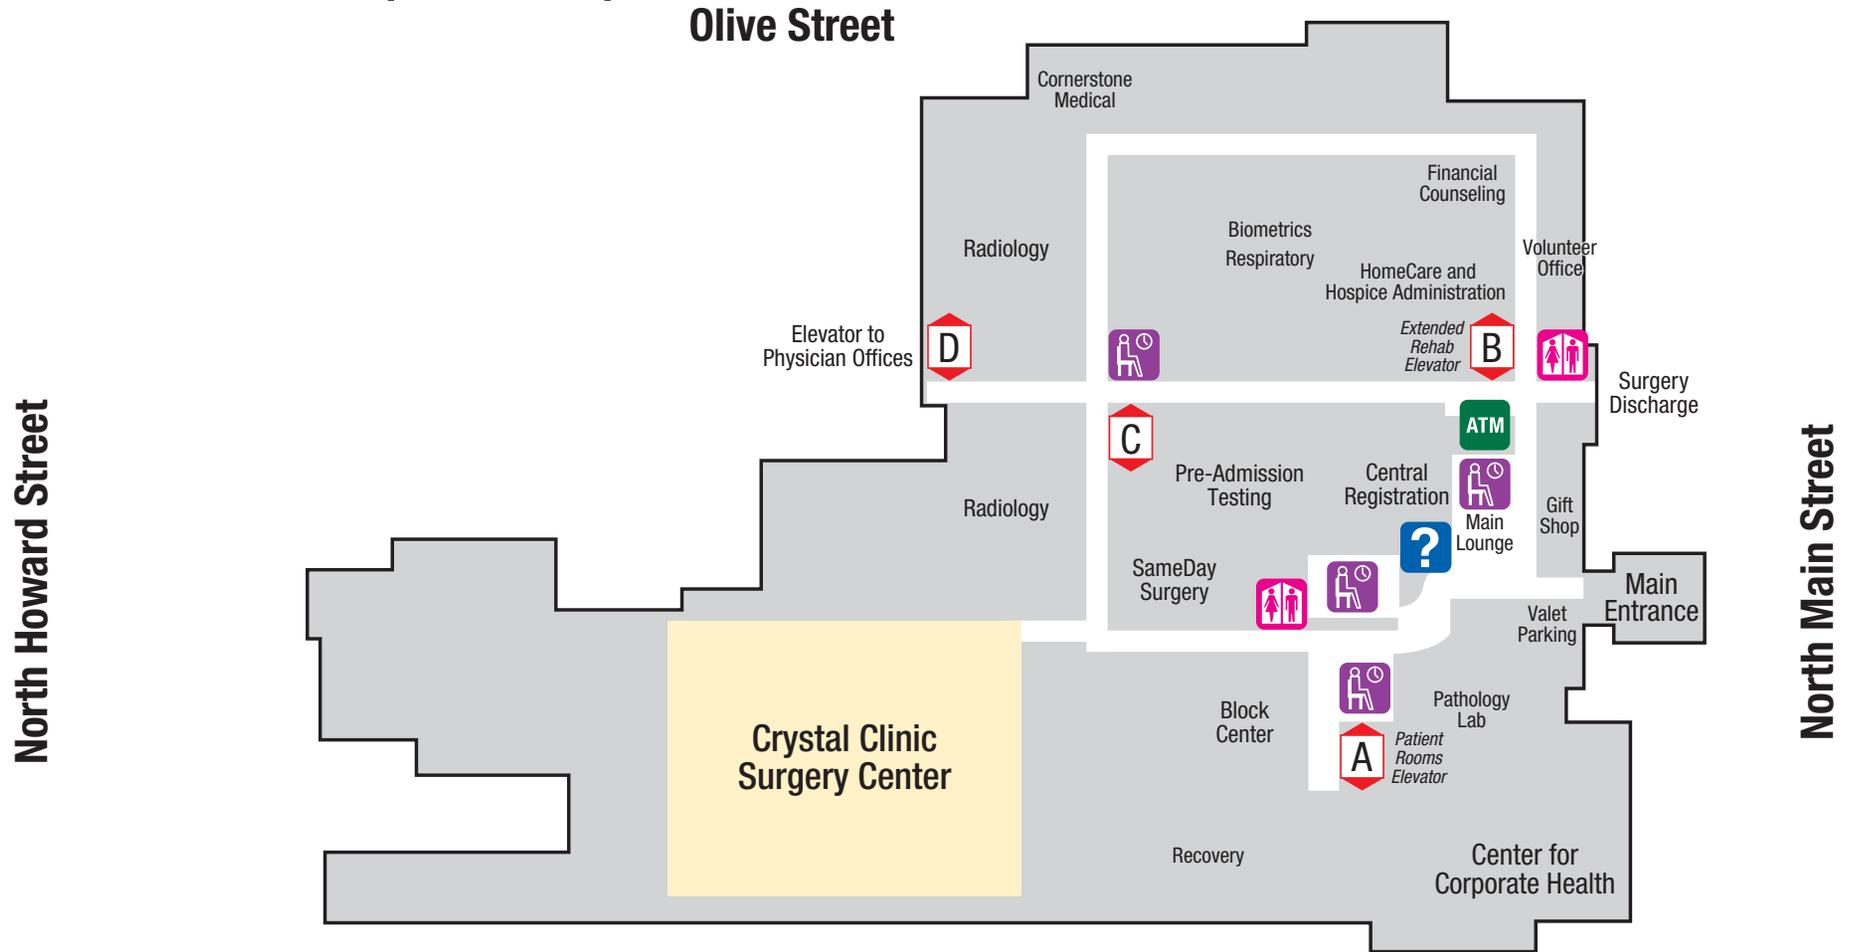 Olive Street
Cornerstone
Medical
Financial
Counseling
Biometrics
Respiratory
Radiology
Volunteer
Office
HomeCare and
Hospice Administration
Elevator to
Physician Offices
D
Extended
Rehab
Elevator
B
Surgery
Discharge
North Howard Street
North Main Street
C
ATM
Pre-Admission
Testing
Central
Registration
Radiology
Main
Lounge
Gift
Shop
?
SameDay
Surgery
Main
Entrance
Valet
Parking
Block
Center
Pathology
Lab
Crystal Clinic
Surgery Center
A
Patient
Rooms
Elevator
Recovery
Center for
Corporate Health